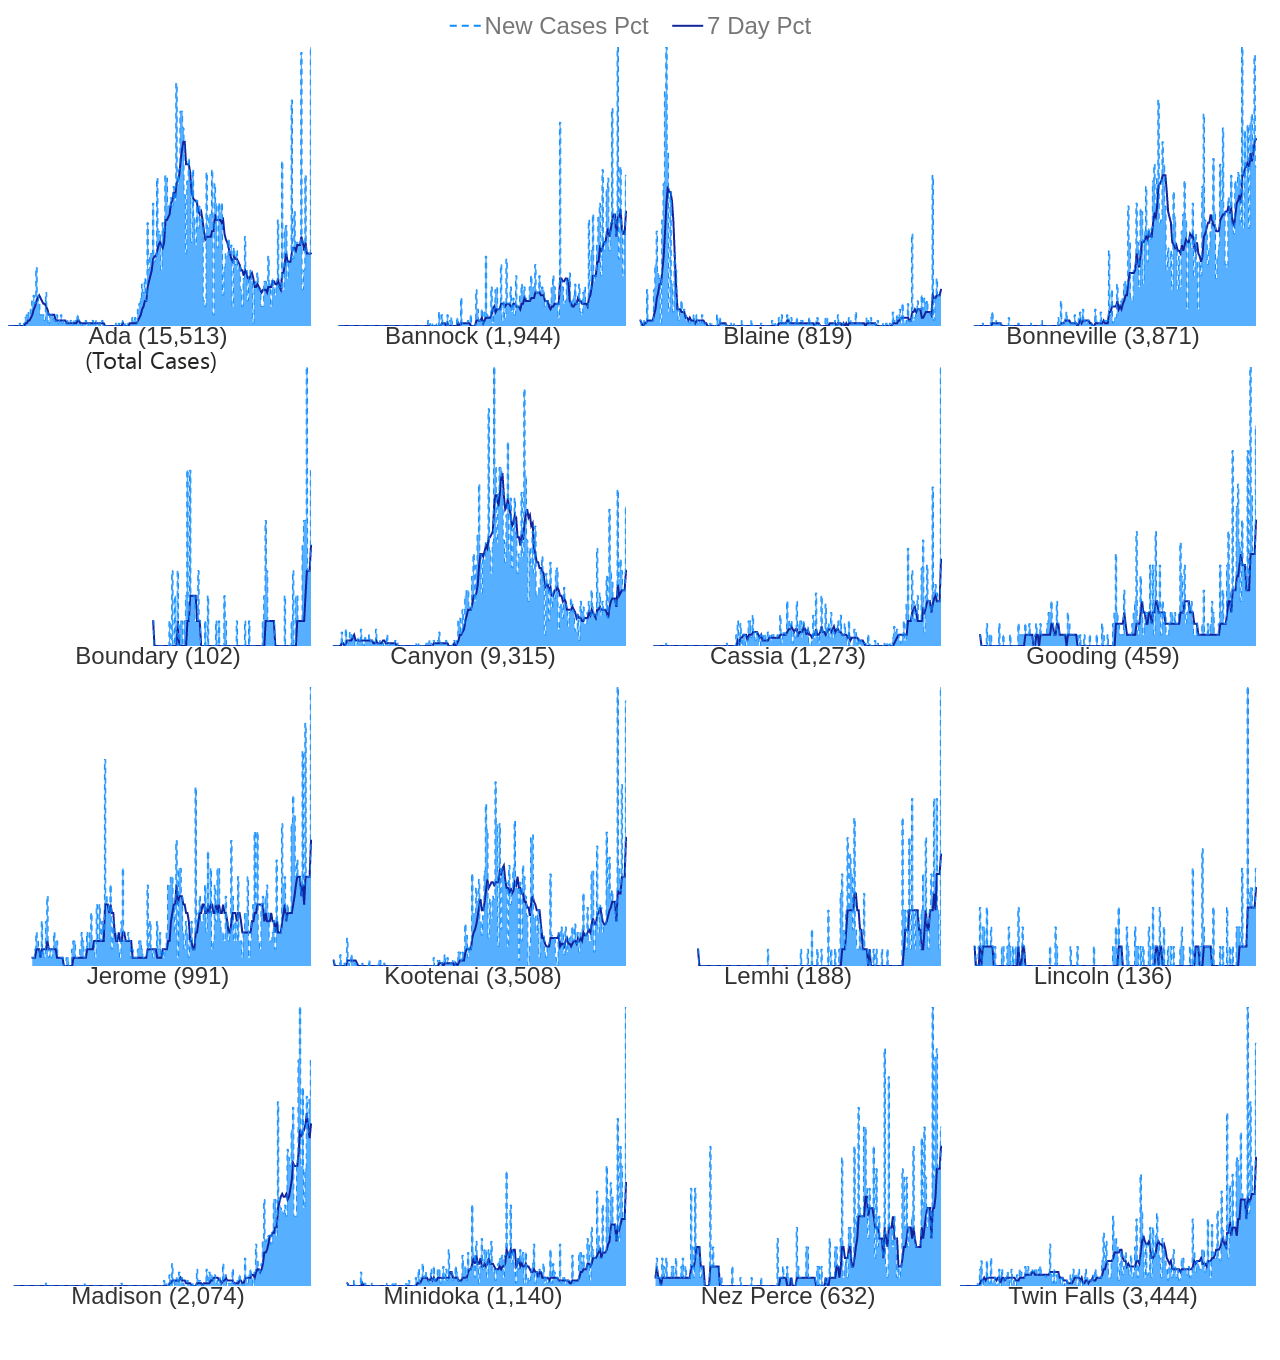 New Cases Pct 7 Day Pct
Ada (15,513) Bannock (1,944) Blaine (819) Bonneville (3,871)
(Total Cases)
Boundary (102) Canyon (9,315) Cassia (1,273) Gooding (459)
Jerome (991) Kootenai (3,508) Lemhi (188) Lincoln (136)
Madison (2,074) Minidoka (1,140) Nez Perce (632) Twin Falls (3,444)